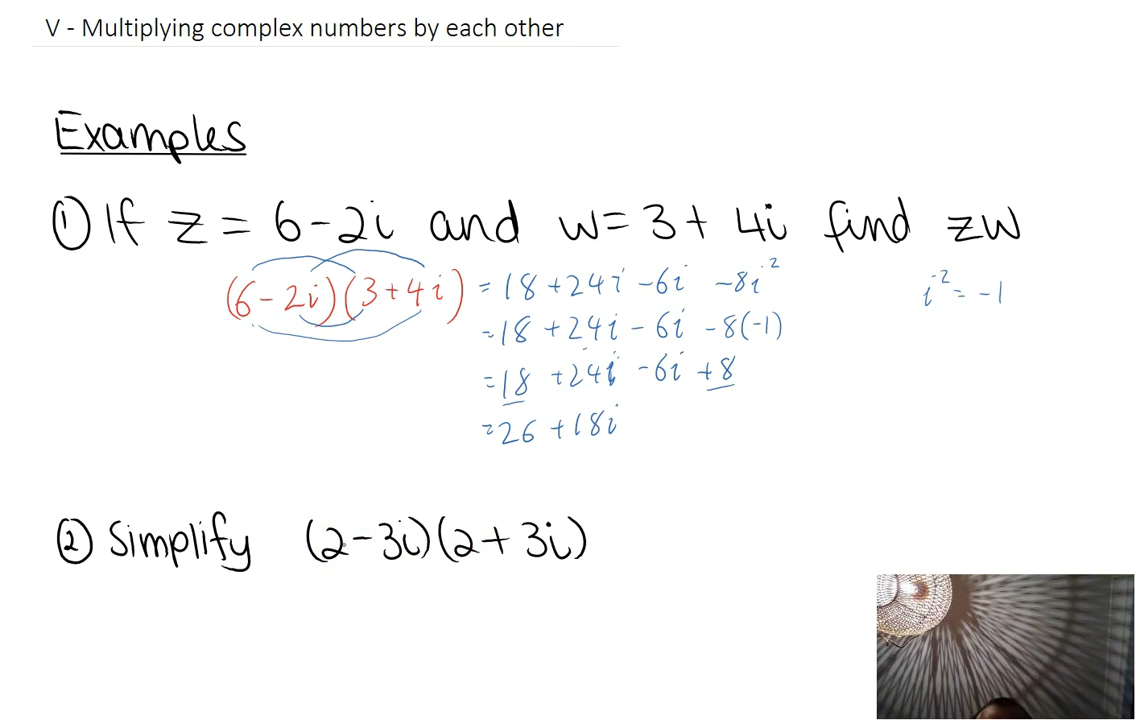 V - Multiplying complex numbers by each other
Examples
① If z = 6-2i and w = 3+4i find zw
(6-2i)(3+4i) = 18 +24i -6i -8i²
i² = -1
= 18 +24i -6i -8(-1)
= 18 +24i -6i +8
= 26 +18i
② Simplify (2-3i)(2+3i)